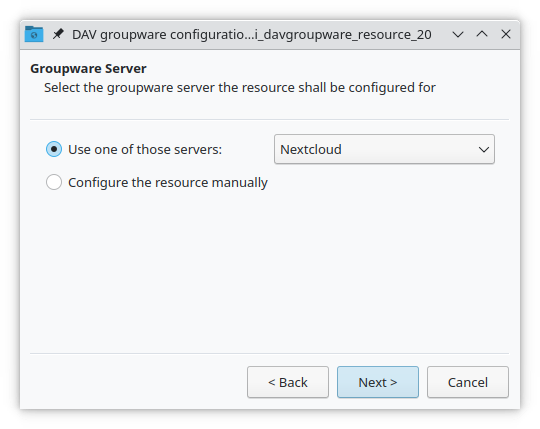 DAV groupware configuratio...i_davgroupware_resource_20
Groupware Server
Select the groupware server the resource shall be configured for
Use one of those servers: Nextcloud
Configure the resource manually
< Back Next > Cancel